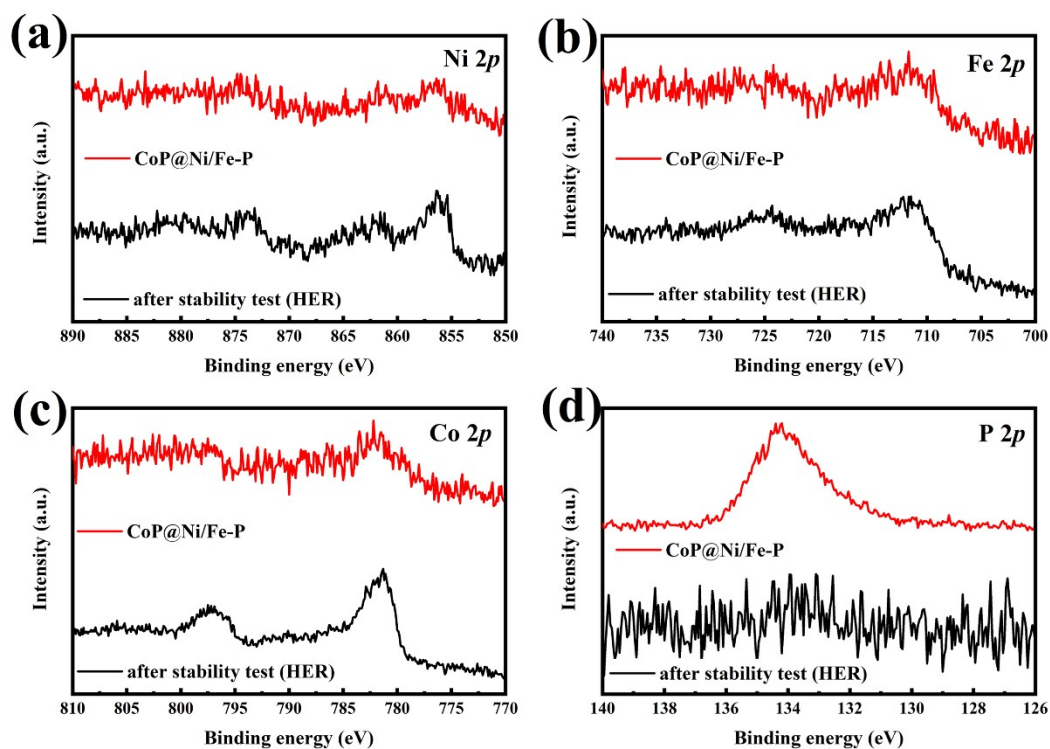 (a)
Ni 2p
CoP@Ni/Fe-P
after stability test (HER)
Intensity (a.u.)
890 885 880 875 870 865 860 855 850
Binding energy (eV)
(b)
Fe 2p
CoP@Ni/Fe-P
after stability test (HER)
Intensity (a.u.)
740 735 730 725 720 715 710 705 700
Binding energy (eV)
(c)
Co 2p
CoP@Ni/Fe-P
after stability test (HER)
Intensity (a.u.)
810 805 800 795 790 785 780 775 770
Binding energy (eV)
(d)
P 2p
CoP@Ni/Fe-P
after stability test (HER)
Intensity (a.u.)
140 138 136 134 132 130 128 126
Binding energy (eV)